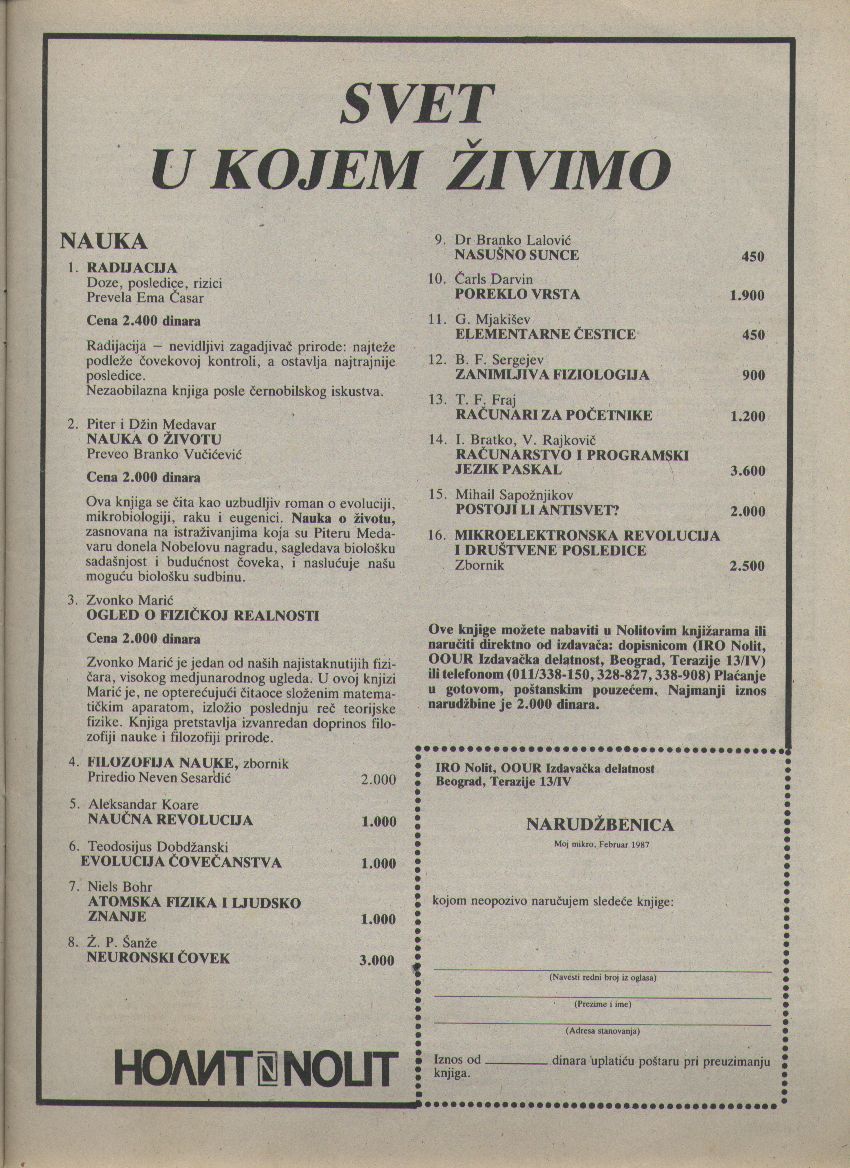 SVET
U KOJEM ŽIVIMO
NAUKA
1. RADIJACIJA
Doze, posledice, rizici
Prevela Ema Časar
Cena 2.400 dinara
Radijacija — nevidljivi zagadjivač prirode: najteže
podleže čovekovoj kontroli, a ostavlja najtrajnije
posledice.
Nezaobilazna knjiga posle černobilskog iskustva.
2. Piter i Džin Medavar
NAUKA O ŽIVOTU
Preveo Branko Vučićević
Cena 2.000 dinara
Ova knjiga se čita kao uzbudljiv roman o evoluciji,
mikrobiologiji, raku i eugenici. Nauka o životu,
zasnovana na istraživanjima koja su Piteru Meda-
varu donela Nobelovu nagradu, sagledava biološku
sadašnjost i budućnost čoveka, i naslućuje našu
moguću biološku sudbinu.
3. Zvonko Marić
OGLED O FIZIČKOJ REALNOSTI
Cena 2.000 dinara
Zvonko Marić je jedan od naših najistaknutijih fizi-
čara, visokog medjunarodnog ugleda. U ovoj knjizi
Marić je, ne opterećujući čitaoce složenim matema-
tičkim aparatom, izložio poslednju reč teorijske
fizike. Knjiga pretstavlja izvanredan doprinos filo-
zofiji nauke i filozofiji prirode.
4. FILOZOFIJA NAUKE, zbornik
Priredio Neven Sesardić 2.000
5. Aleksandar Koare
NAUČNA REVOLUCIJA 1.000
6. Teodosijus Dobdžanski
EVOLUCIJA ČOVEČANSTVA 1.000
7. Niels Bohr
ATOMSKA FIZIKA I LJUDSKO
ZNANJE 1.000
8. Ž. P. Šanže
NEURONSKI ČOVEK 3.000
НОЛИТ N NOLIT
9. Dr Branko Lalović
NASUŠNO SUNCE 450
10. Čarls Darvin
POREKLO VRSTA 1.900
11. G. Mjakišev
ELEMENTARNE ČESTICE 450
12. B. F. Sergejev
ZANIMLJIVA FIZIOLOGIJA 900
13. T. F. Fraj
RAČUNARI ZA POČETNIKE 1.200
14. I. Bratko, V. Rajkovič
RAČUNARSTVO I PROGRAMSKI
JEZIK PASKAL 3.600
15. Mihail Sapožnjikov
POSTOJI LI ANTISVET? 2.000
16. MIKROELEKTRONSKA REVOLUCIJA
I DRUŠTVENE POSLEDICE
Zbornik 2.500
Ove knjige možete nabaviti u Nolitovim knjižarama ili
naručiti direktno od izdavača: dopisnicom (IRO Nolit,
OOUR Izdavačka delatnost, Beograd, Terazije 13/IV)
ili telefonom (011/338-150, 328-827, 338-908) Plaćanje
u gotovom, poštanskim pouzećem. Najmanji iznos
narudžbine je 2.000 dinara.
IRO Nolit, OOUR Izdavačka delatnost
Beograd, Terazije 13/IV
NARUDŽBENICA
Moj mikro, Februar 1987
kojom neopozivo naručujem sledeće knjige:
(Navesti redni broj iz oglasa)
(Prezime i ime)
(Adresa stanovanja)
Iznos od ________ dinara uplatiću poštaru pri preuzimanju
knjiga.